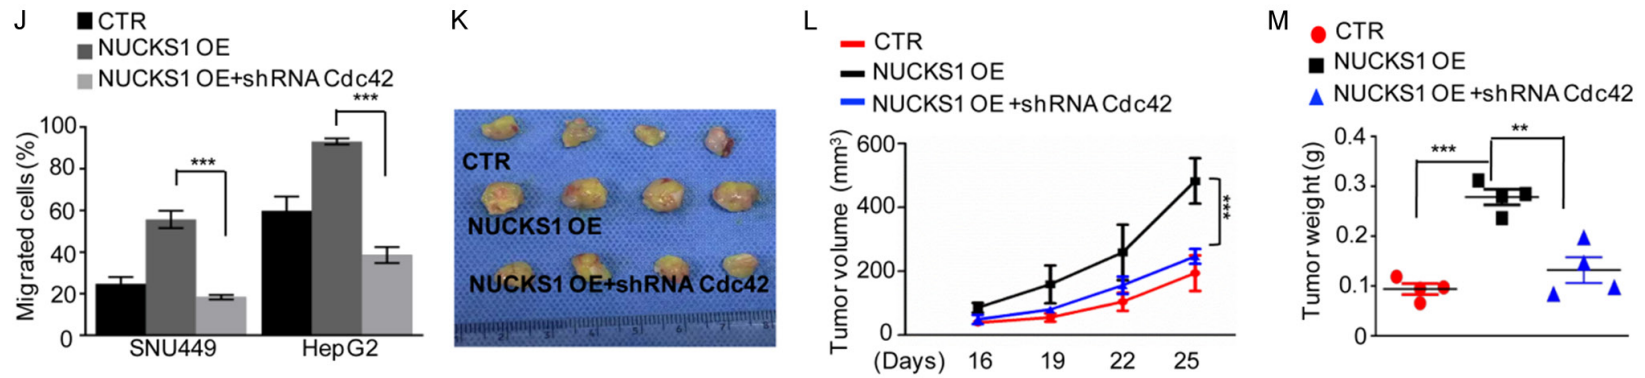 J
CTR
NUCKS1 OE
NUCKS1 OE+shRNA Cdc42
***
***
Migrated cells (%)
100
80
60
40
20
0
SNU449
HepG2
K
CTR
NUCKS1 OE
NUCKS1 OE+shRNA Cdc42
L
CTR
NUCKS1 OE
NUCKS1 OE +shRNA Cdc42
Tumor volume (mm³)
600
400
200
0
***
(Days) 16 19 22 25
M
CTR
NUCKS1 OE
NUCKS1 OE +shRNA Cdc42
Tumor weight (g)
0.4
0.3
0.2
0.1
0
***
**